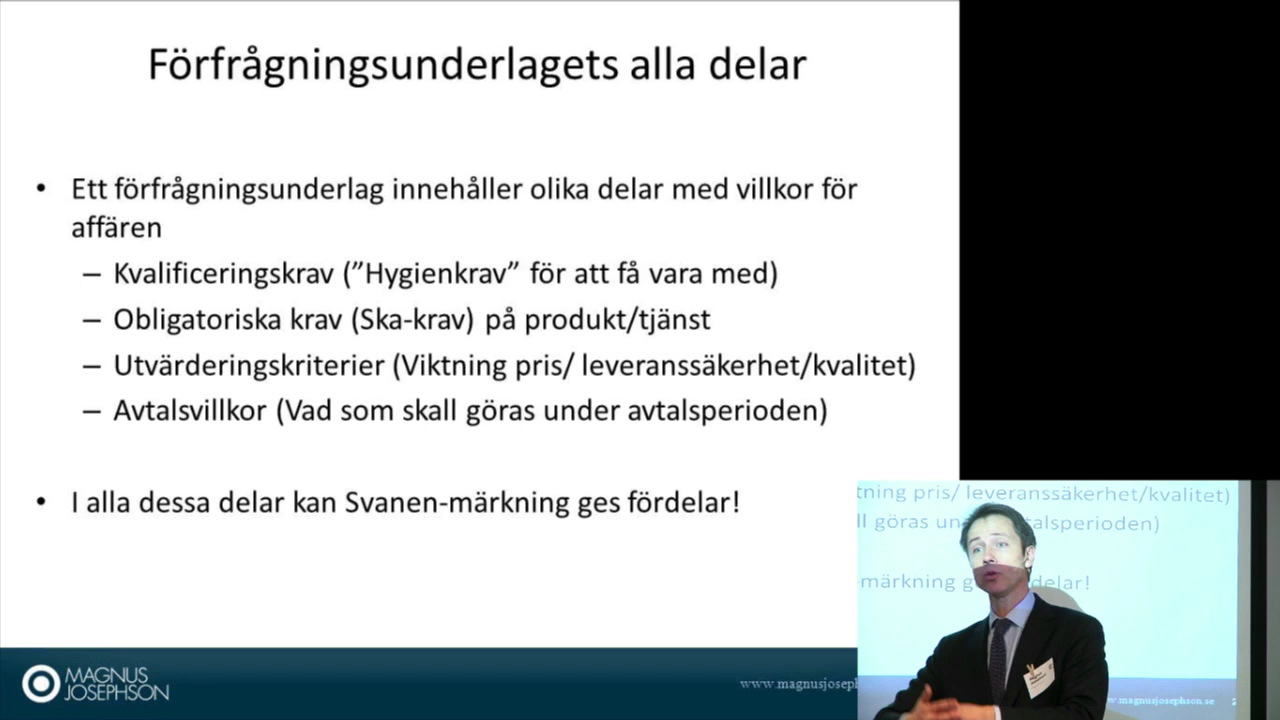 Förfrågningsunderlagets alla delar
• Ett förfrågningsunderlag innehåller olika delar med villkor för
affären
– Kvalificeringskrav (”Hygienkrav” för att få vara med)
– Obligatoriska krav (Ska-krav) på produkt/tjänst
– Utvärderingskriterier (Viktning pris/ leveranssäkerhet/kvalitet)
– Avtalsvillkor (Vad som skall göras under avtalsperioden)
• I alla dessa delar kan Svanen-märkning ges fördelar!
tning pris/ leveranssäkerhet/kvalitet)
ll göras un talsperioden)
-märkning g delar!
MAGNUS
JOSEPHSON
www.magnusjoseph
w.magnusjosephson.se